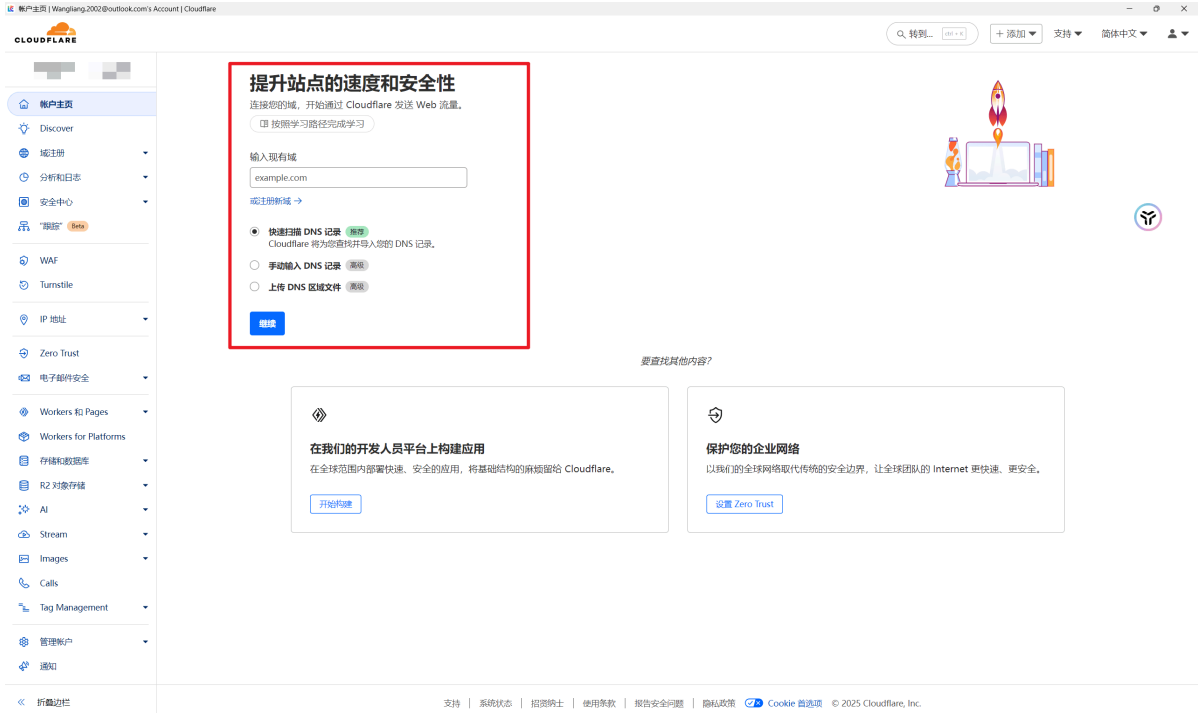 帐户主页 | Wangliang.2002@outlook.com's Account | Cloudflare
CLOUDFLARE
转到... ctrl + K
添加
支持
简体中文
帐户主页
Discover
域注册
分析和日志
安全中心
"跟踪" Beta
WAF
Turnstile
IP 地址
Zero Trust
电子邮件安全
Workers 和 Pages
Workers for Platforms
存储和数据库
R2 对象存储
AI
Stream
Images
Calls
Tag Management
管理帐户
通知
折叠边栏
提升站点的速度和安全性
连接您的域，开始通过 Cloudflare 发送 Web 流量。
按照学习路径完成学习
输入现有域
example.com
或注册新域
快速扫描 DNS 记录 推荐
Cloudflare 将为您查找并导入您的 DNS 记录。
手动输入 DNS 记录 高级
上传 DNS 区域文件 高级
继续
要查找其他内容?
在我们的开发人员平台上构建应用
在全球范围内部署快速、安全的应用，将基础结构的麻烦留给 Cloudflare。
开始构建
保护您的企业网络
以我们的全球网络取代传统的安全边界，让全球团队的 Internet 更快速、更安全。
设置 Zero Trust
支持 | 系统状态 | 招贤纳士 | 使用条款 | 报告安全问题 | 隐私政策 Cookie 首选项 © 2025 Cloudflare, Inc.